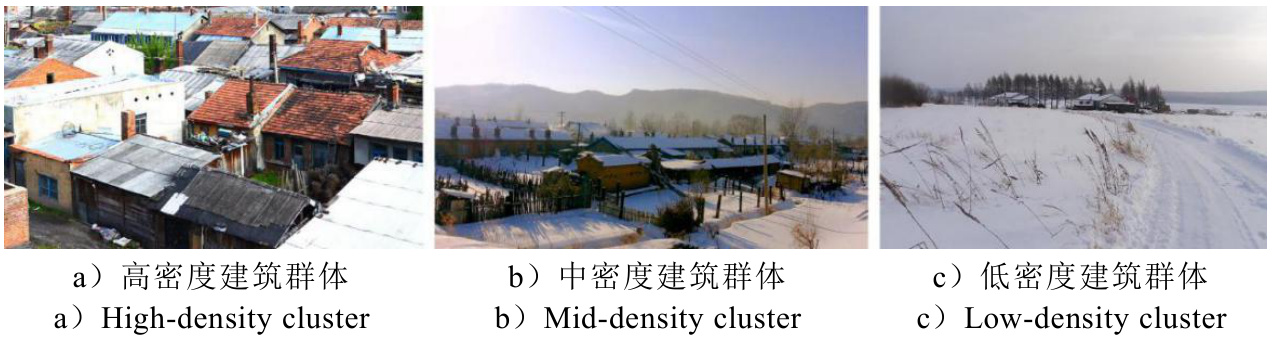 a）高密度建筑群体
b）中密度建筑群体
c）低密度建筑群体
a）High-density cluster
b）Mid-density cluster
c）Low-density cluster